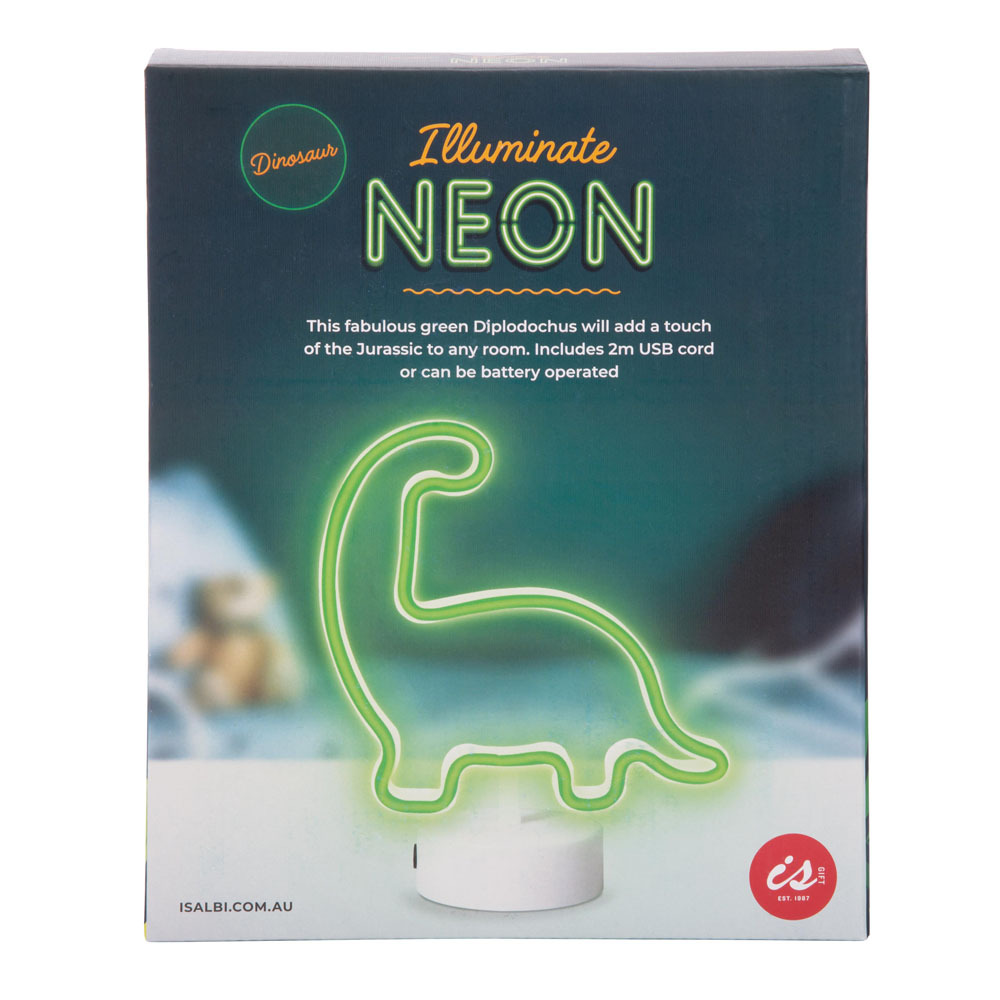 NEON
Dinosaur
Illuminate
NEON
This fabulous green Diplodochus will add a touch
of the Jurassic to any room. Includes 2m USB cord
or can be battery operated
ISALBI.COM.AU
is
GIFT
EST. 1987